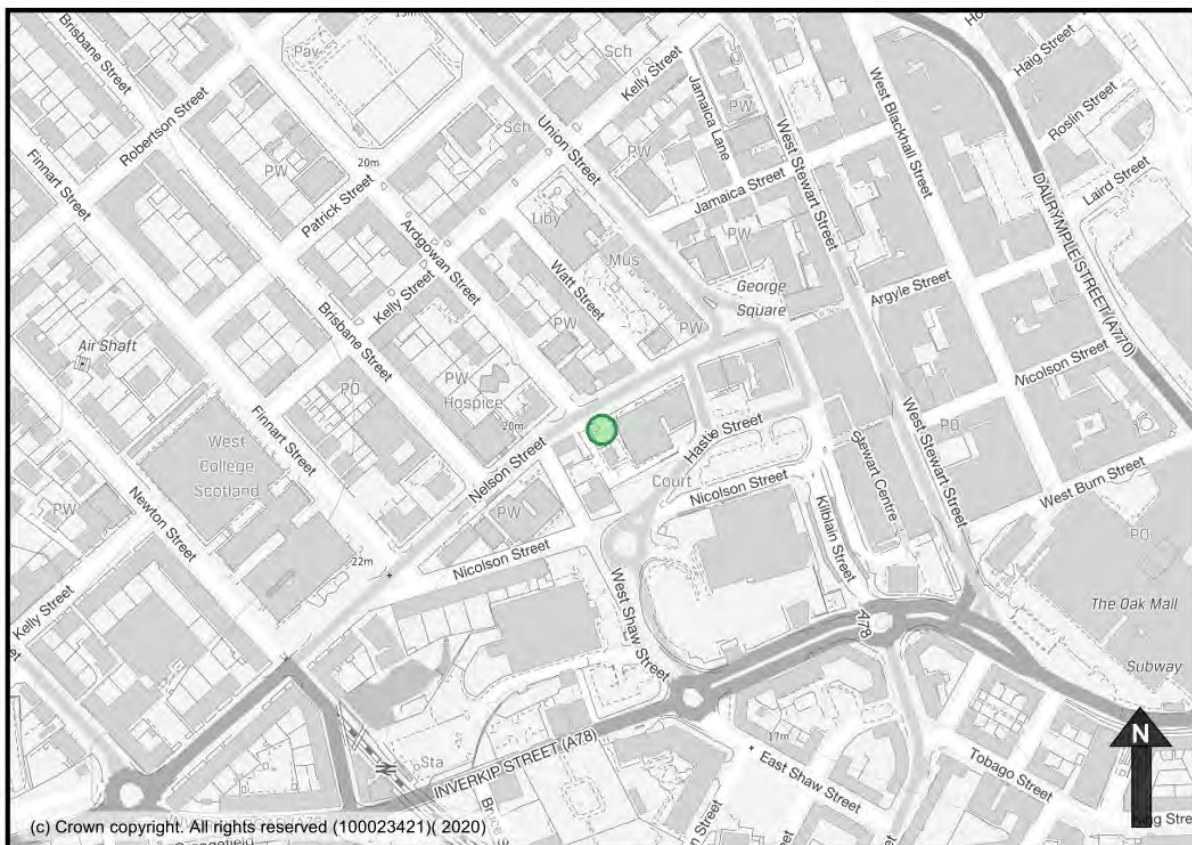 15m
Brisbane Street
Pav
Sch
Kelly Street
Haig Street
Roslin Street
Laird Street
Robertson Street
Finnart Street
PW
20m
Patrick Street
Sch
Union Street
PW
Jamaica Lane
PW
West Stewart Street
West Blackhall Street
DALRYMPLE STREET (A770)
Jamaica Street
PW
Liby
Mus
Ardgowan Street
Kelly Street
Watt Street
George
Square
Argyle Street
Nicolson Street
Air Shaft
Brisbane Street
PW
PW
PW
Hospice
PO
20m
Finnart Street
West
College
Scotland
Nelson Street
Hastie Street
Court
Nicolson Street
Stewart Centre
West Stewart Street
PO
West Burn Street
Kilblain Street
PW
Newton Street
PW
22m
Nicolson Street
West Shaw Street
A78
PO
The Oak Mall
Subway
Kelly Street
INVERKIP STREET (A78)
Sta
17m
East Shaw Street
Tobago Street
N
King Stre
(c) Crown copyright. All rights reserved (100023421)( 2020)